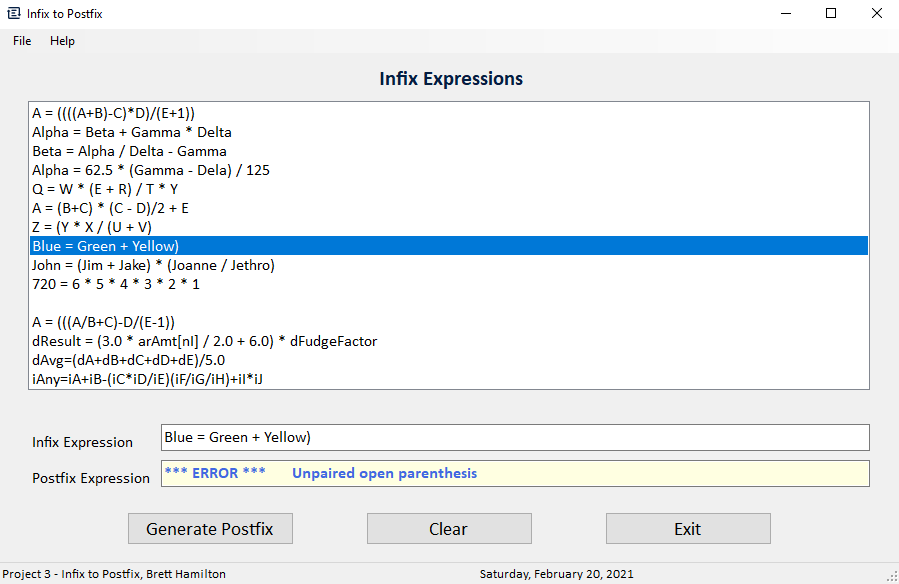 Infix to Postfix
File Help
Infix Expressions
A = ((((A+B)-C)*D)/(E+1))
Alpha = Beta + Gamma * Delta
Beta = Alpha / Delta - Gamma
Alpha = 62.5 * (Gamma - Dela) / 125
Q = W * (E + R) / T * Y
A = (B+C) * (C - D)/2 + E
Z = (Y * X / (U + V)
Blue = Green + Yellow)
John = (Jim + Jake) * (Joanne / Jethro)
720 = 6 * 5 * 4 * 3 * 2 * 1
A = (((A/B+C)-D/(E-1))
dResult = (3.0 * arAmt[nI] / 2.0 + 6.0) * dFudgeFactor
dAvg=(dA+dB+dC+dD+dE)/5.0
iAny=iA+iB-(iC*iD/iE)(iF/iG/iH)+iI*iJ
Infix Expression Blue = Green + Yellow)
Postfix Expression *** ERROR *** Unpaired open parenthesis
Generate Postfix Clear Exit
Project 3 - Infix to Postfix, Brett Hamilton Saturday, February 20, 2021